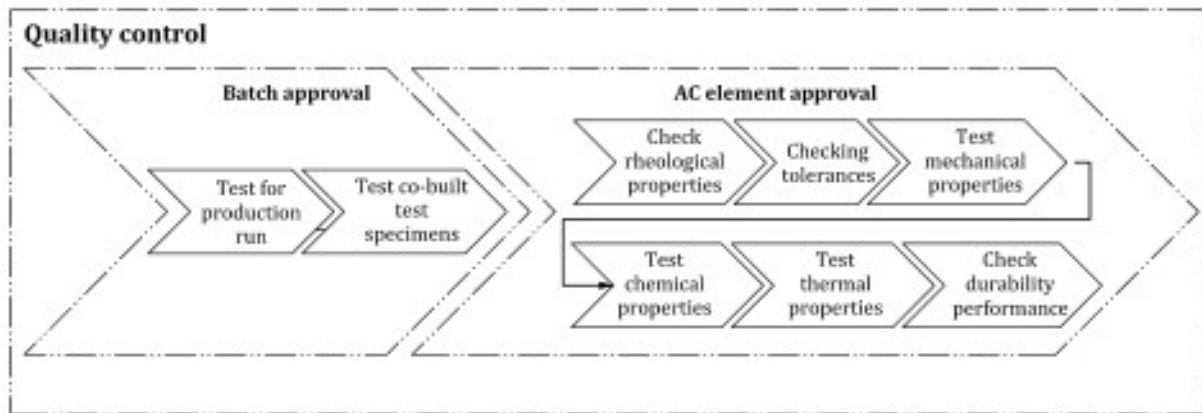 Quality control
Batch approval
Test for
production
run
Test co-built
test
specimens
AC element approval
Check
rheological
properties
Checking
tolerances
Test
mechanical
properties
Test
chemical
properties
Test
thermal
properties
Check
durability
performance